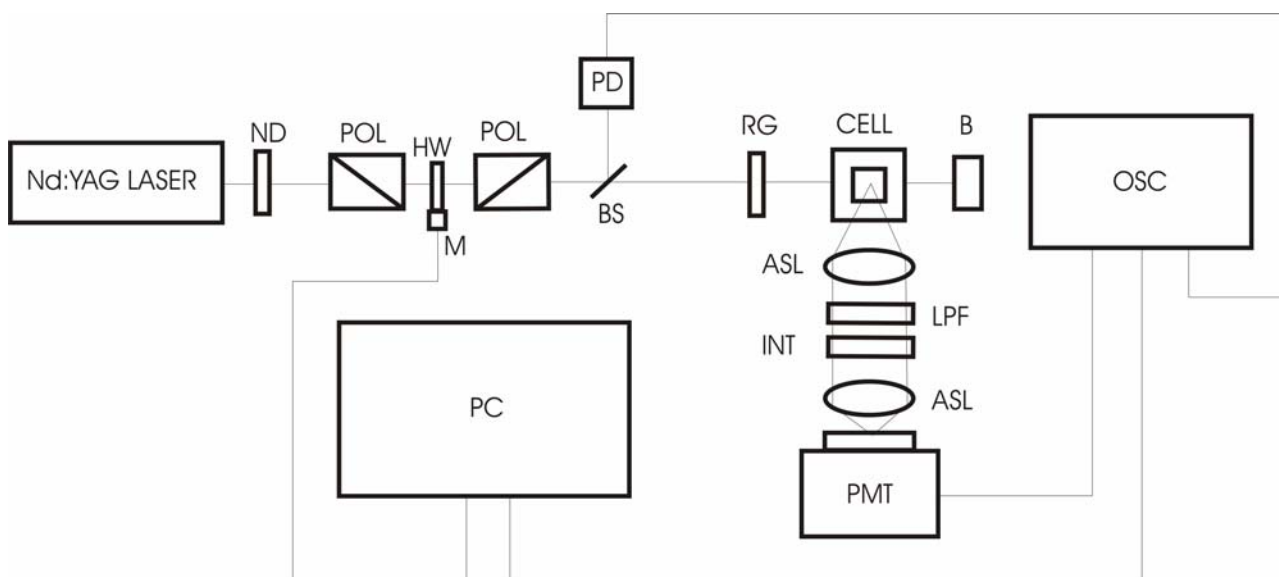 PD
ND
POL
HW
POL
RG
CELL
B
Nd:YAG LASER
OSC
BS
M
ASL
LPF
INT
PC
ASL
PMT